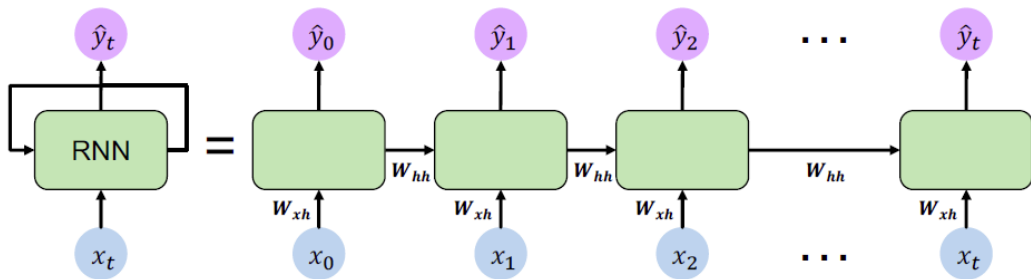 ŷₜ ŷ₀ ŷ₁ ŷ₂ ... ŷₜ
RNN = Wₕₕ Wₕₕ Wₕₕ
Wₓₕ Wₓₕ Wₓₕ Wₓₕ
xₜ x₀ x₁ x₂ ... xₜ